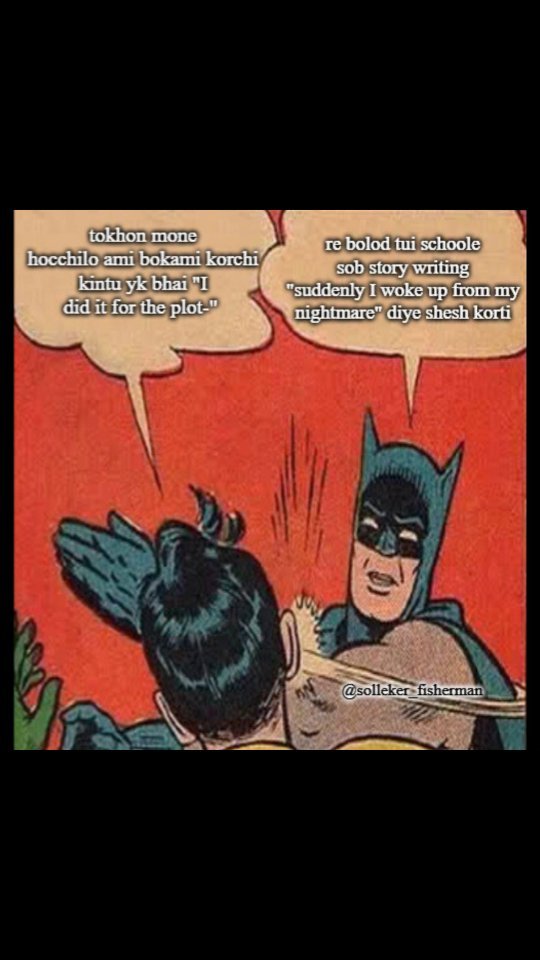 tokhon mone
hocchilo ami bokami korchi
kintu yk bhai "I
did it for the plot-"
re bolod tui schoole
sob story writing
"suddenly I woke up from my
nightmare" diye shesh korti
@solleker_fisherman